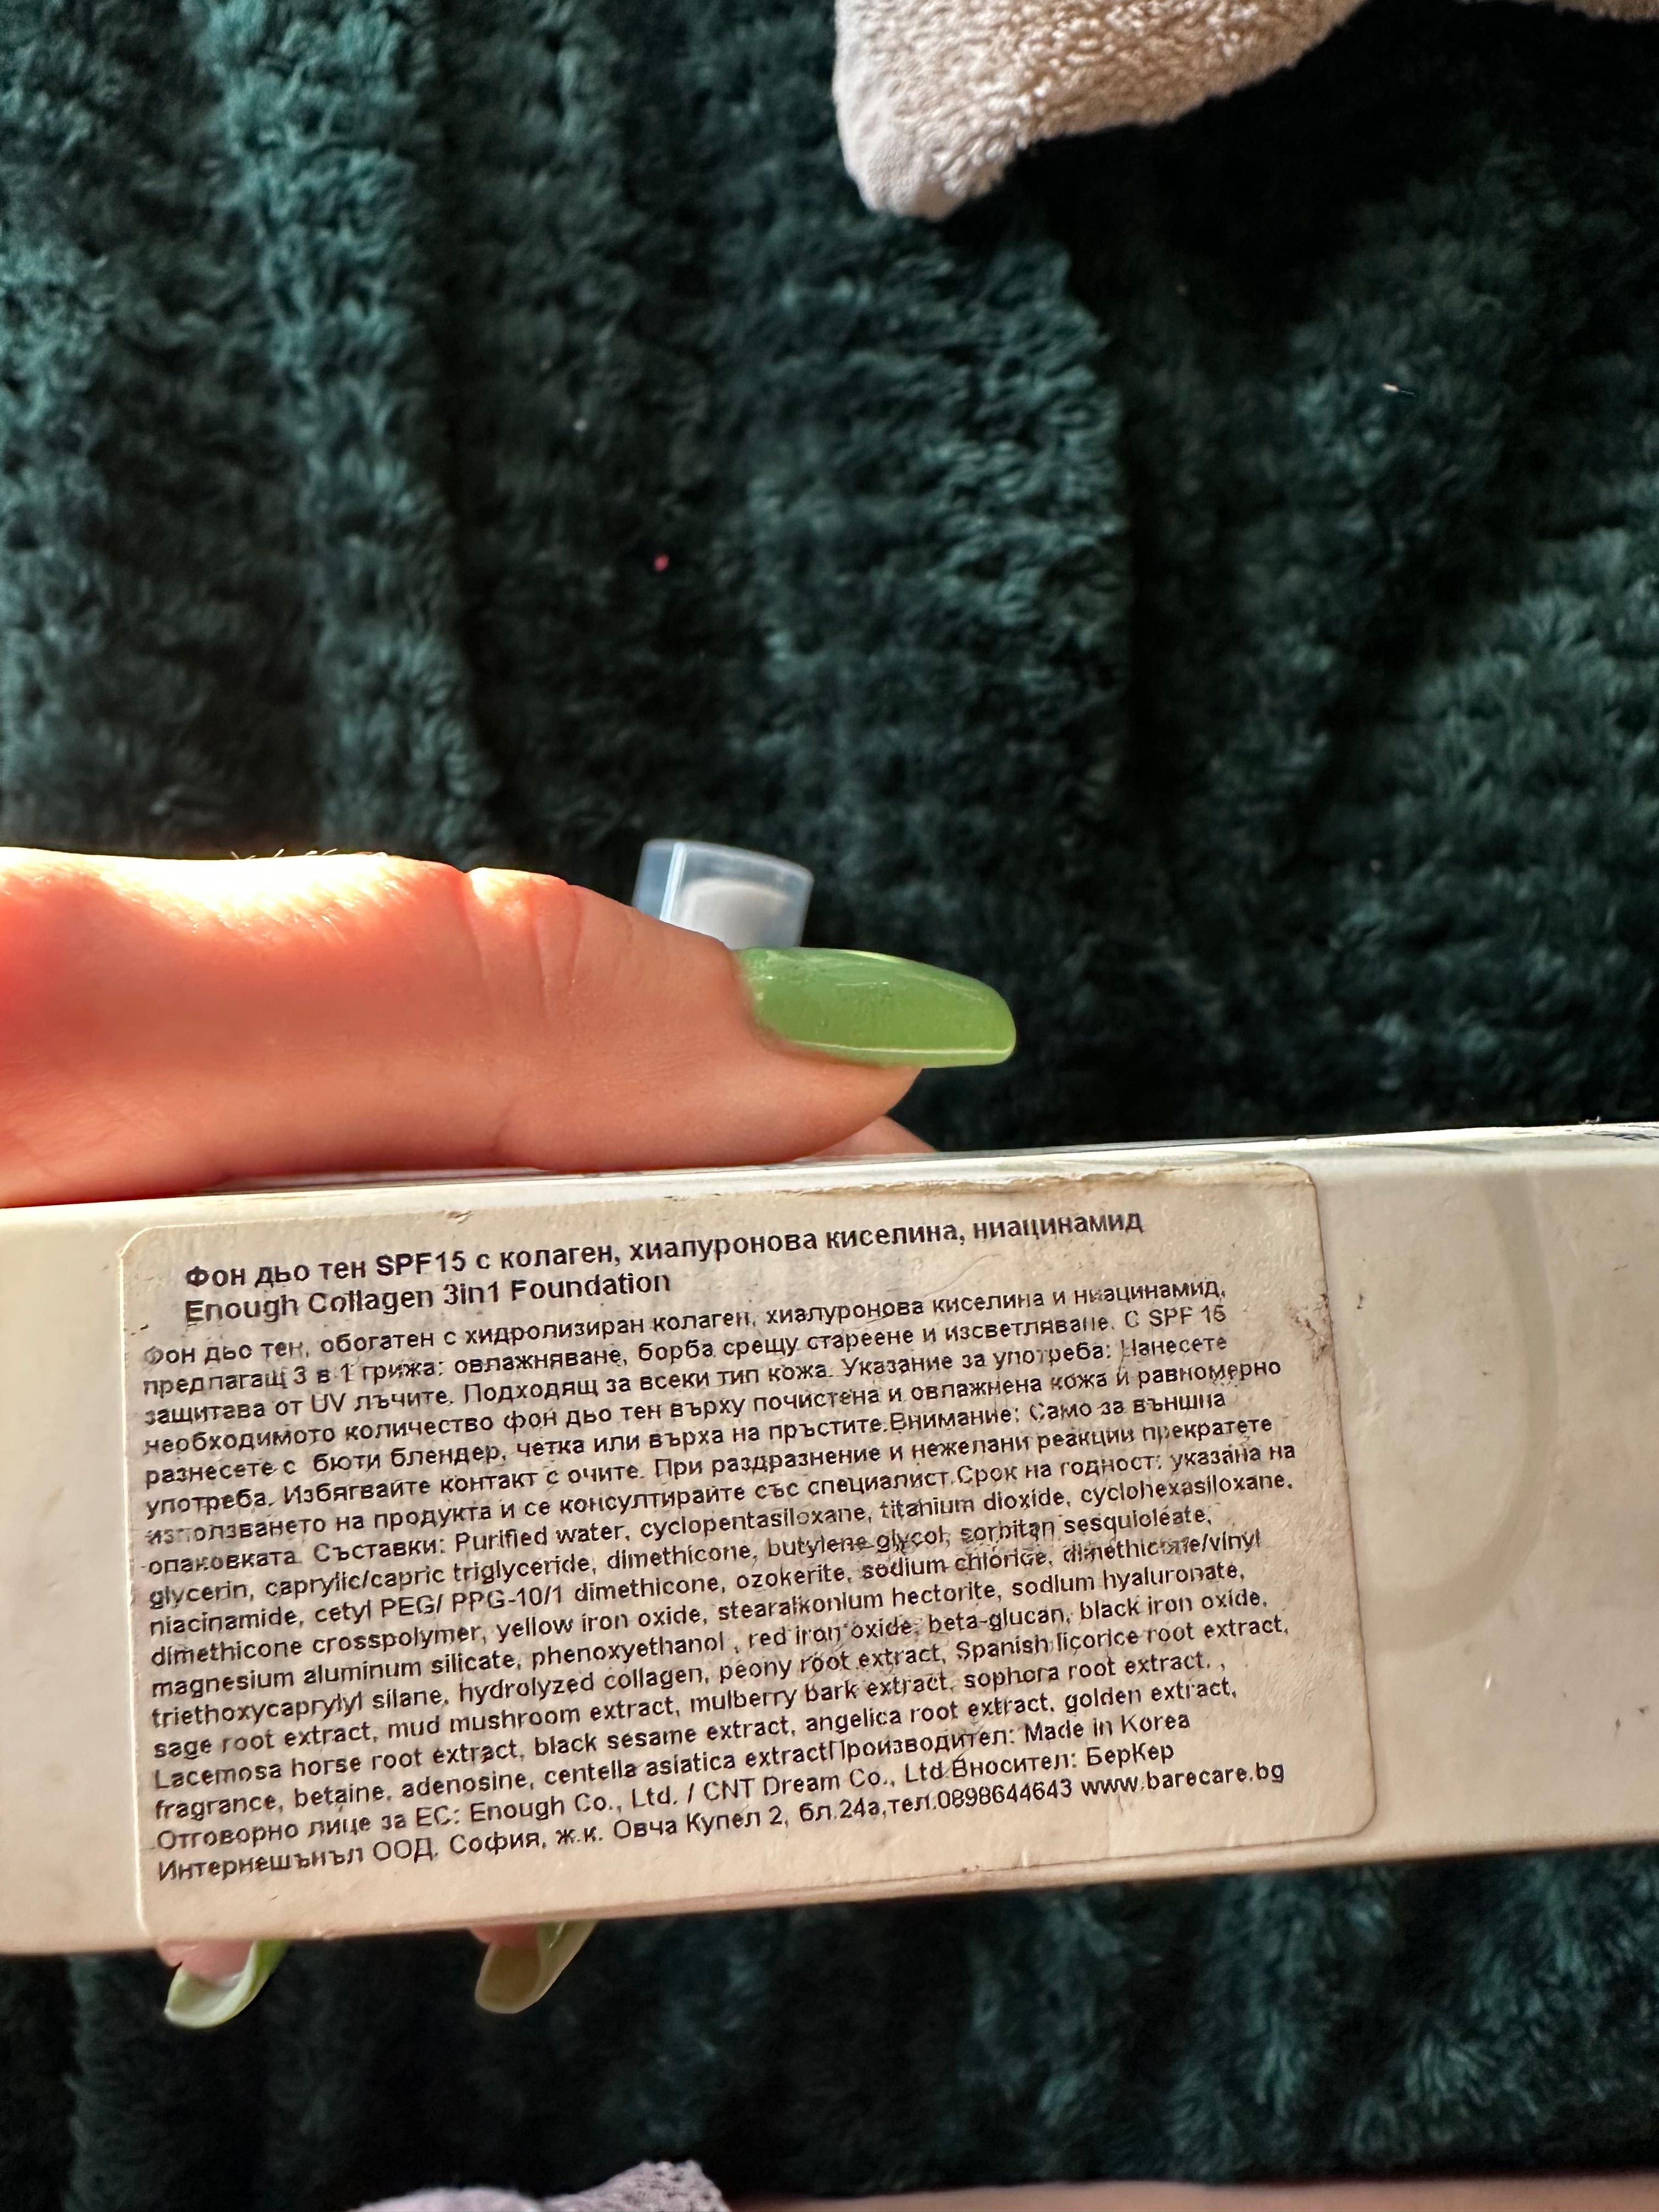 Фон дьо тен SPF15 с колаген, хиалуронова киселина, ниацинамид
Enough Collagen 3in1 Foundation
Фон дьо тен, обогатен с хидролизиран колаген, хиалуронова киселина и ниацинамид,
предлагащ 3 в 1 грижа: овлажняване, борба срещу стареене и изсветляване. С SPF 15
защитава от UV лъчите. Подходящ за всеки тип кожа. Указание за употреба: Нанесете
необходимото количество фон дьо тен върху почистена и овлажнена кожа и равномерно
разнесете с бюти блендер, четка или върха на пръстите.Внимание: Само за външна
употреба. Избягвайте контакт с очите. При раздразнение и нежелани реакции прекратете
използването на продукта и се консултирайте със специалист.Срок на годност: указана на
опаковката. Съставки: Purified water, cyclopentasiloxane, titanium dioxide, cyclohexasiloxane,
glycerin, caprylic/capric triglyceride, dimethicone, butylene glycol, sorbitan sesquioleate,
niacinamide, cetyl PEG/ PPG-10/1 dimethicone, ozokerite, sodium chloride, dimethicone/vinyl
dimethicone crosspolymer, yellow iron oxide, stearalkonium hectorite, sodium hyaluronate,
magnesium aluminum silicate, phenoxyethanol , red iron oxide, beta-glucan, black iron oxide,
triethoxycaprylyl silane, hydrolyzed collagen, peony root extract, Spanish licorice root extract,
sage root extract, mud mushroom extract, mulberry bark extract, sophora root extract, ,
Lacemosa horse root extract, black sesame extract, angelica root extract, golden extract,
fragrance, betaine, adenosine, centella asiatica extractПроизводител: Made in Korea
Отговорно лице за ЕС: Enough Co., Ltd. / CNT Dream Co., Ltd.Вносител: БерКер
Интернешънъл ООД, София, ж.к. Овча Купел 2, бл.24а,тел.0898644643 www.barecare.bg